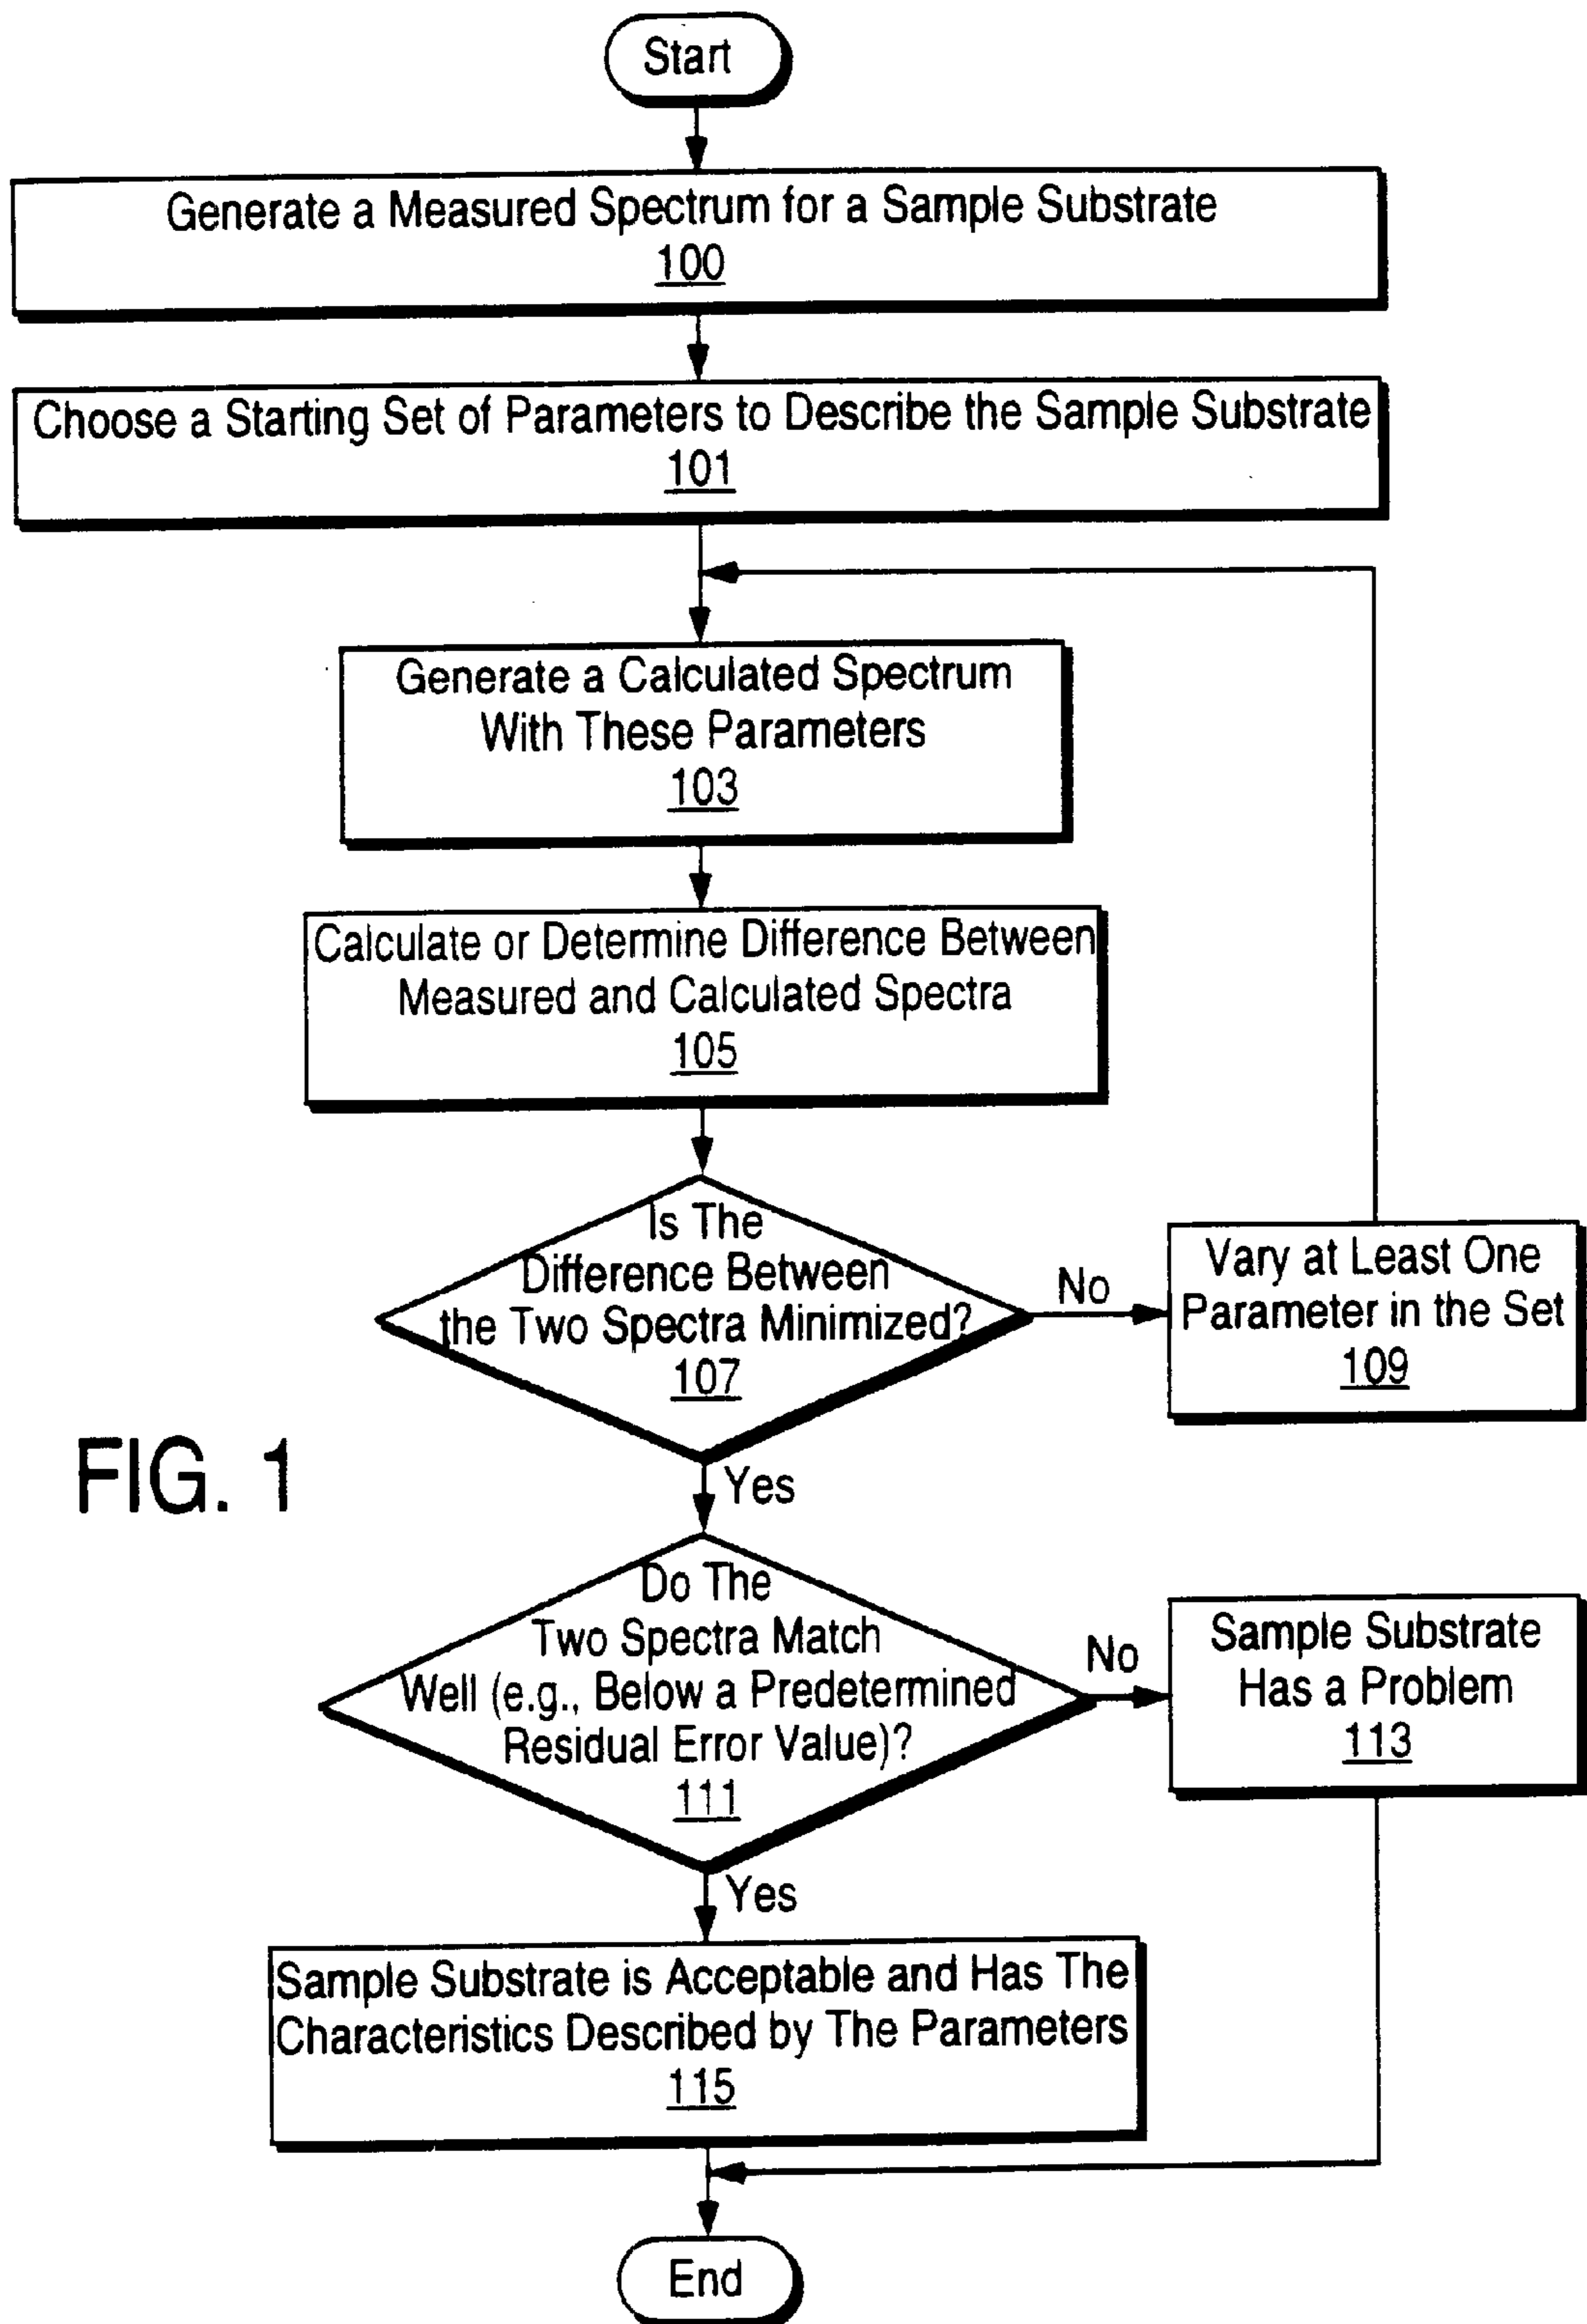 Start
Generate a Measured Spectrum for a Sample Substrate
100
Choose a Starting Set of Parameters to Describe the Sample Substrate
101
Generate a Calculated Spectrum
With These Parameters
103
Calculate or Determine Difference Between
Measured and Calculated Spectra
105
Is The
Difference Between
the Two Spectra Minimized?
107
No
Vary at Least One
Parameter in the Set
109
Yes
FIG. 1
Do The
Two Spectra Match
Well (e.g., Below a Predetermined
Residual Error Value)?
111
No
Sample Substrate
Has a Problem
113
Yes
Sample Substrate is Acceptable and Has The
Characteristics Described by The Parameters
115
End